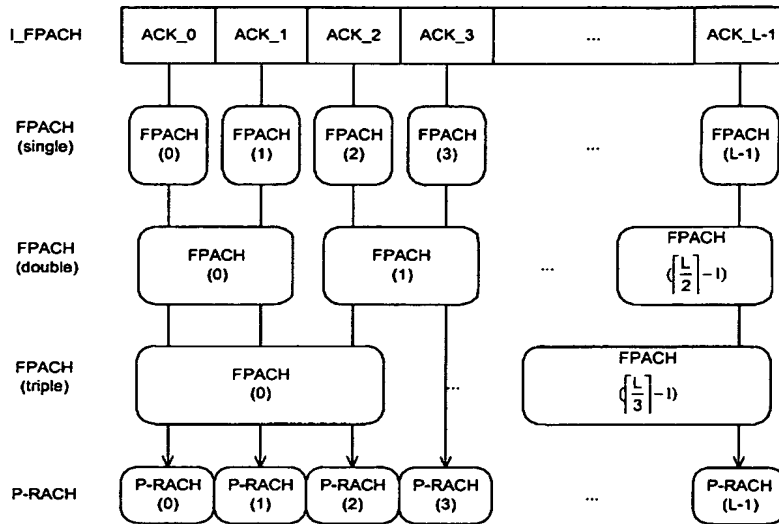 I_FPACH ACK_0 ACK_1 ACK_2 ACK_3 ... ACK_L-1
FPACH (single)
FPACH (0)
FPACH (1)
FPACH (2)
FPACH (3)
...
FPACH (L-1)
FPACH (double)
FPACH (0)
FPACH (1)
...
FPACH (⌈L/2⌉-1)
FPACH (triple)
FPACH (0)
...
FPACH (⌈L/3⌉-1)
P-RACH
P-RACH (0)
P-RACH (1)
P-RACH (2)
P-RACH (3)
...
P-RACH (L-1)